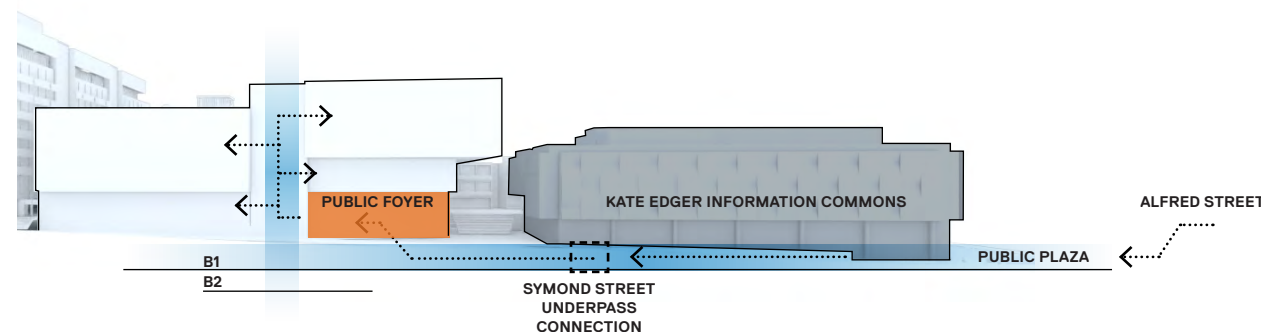 PUBLIC FOYER
KATE EDGER INFORMATION COMMONS
ALFRED STREET
B1
PUBLIC PLAZA
B2
SYMOND STREET
UNDERPASS
CONNECTION